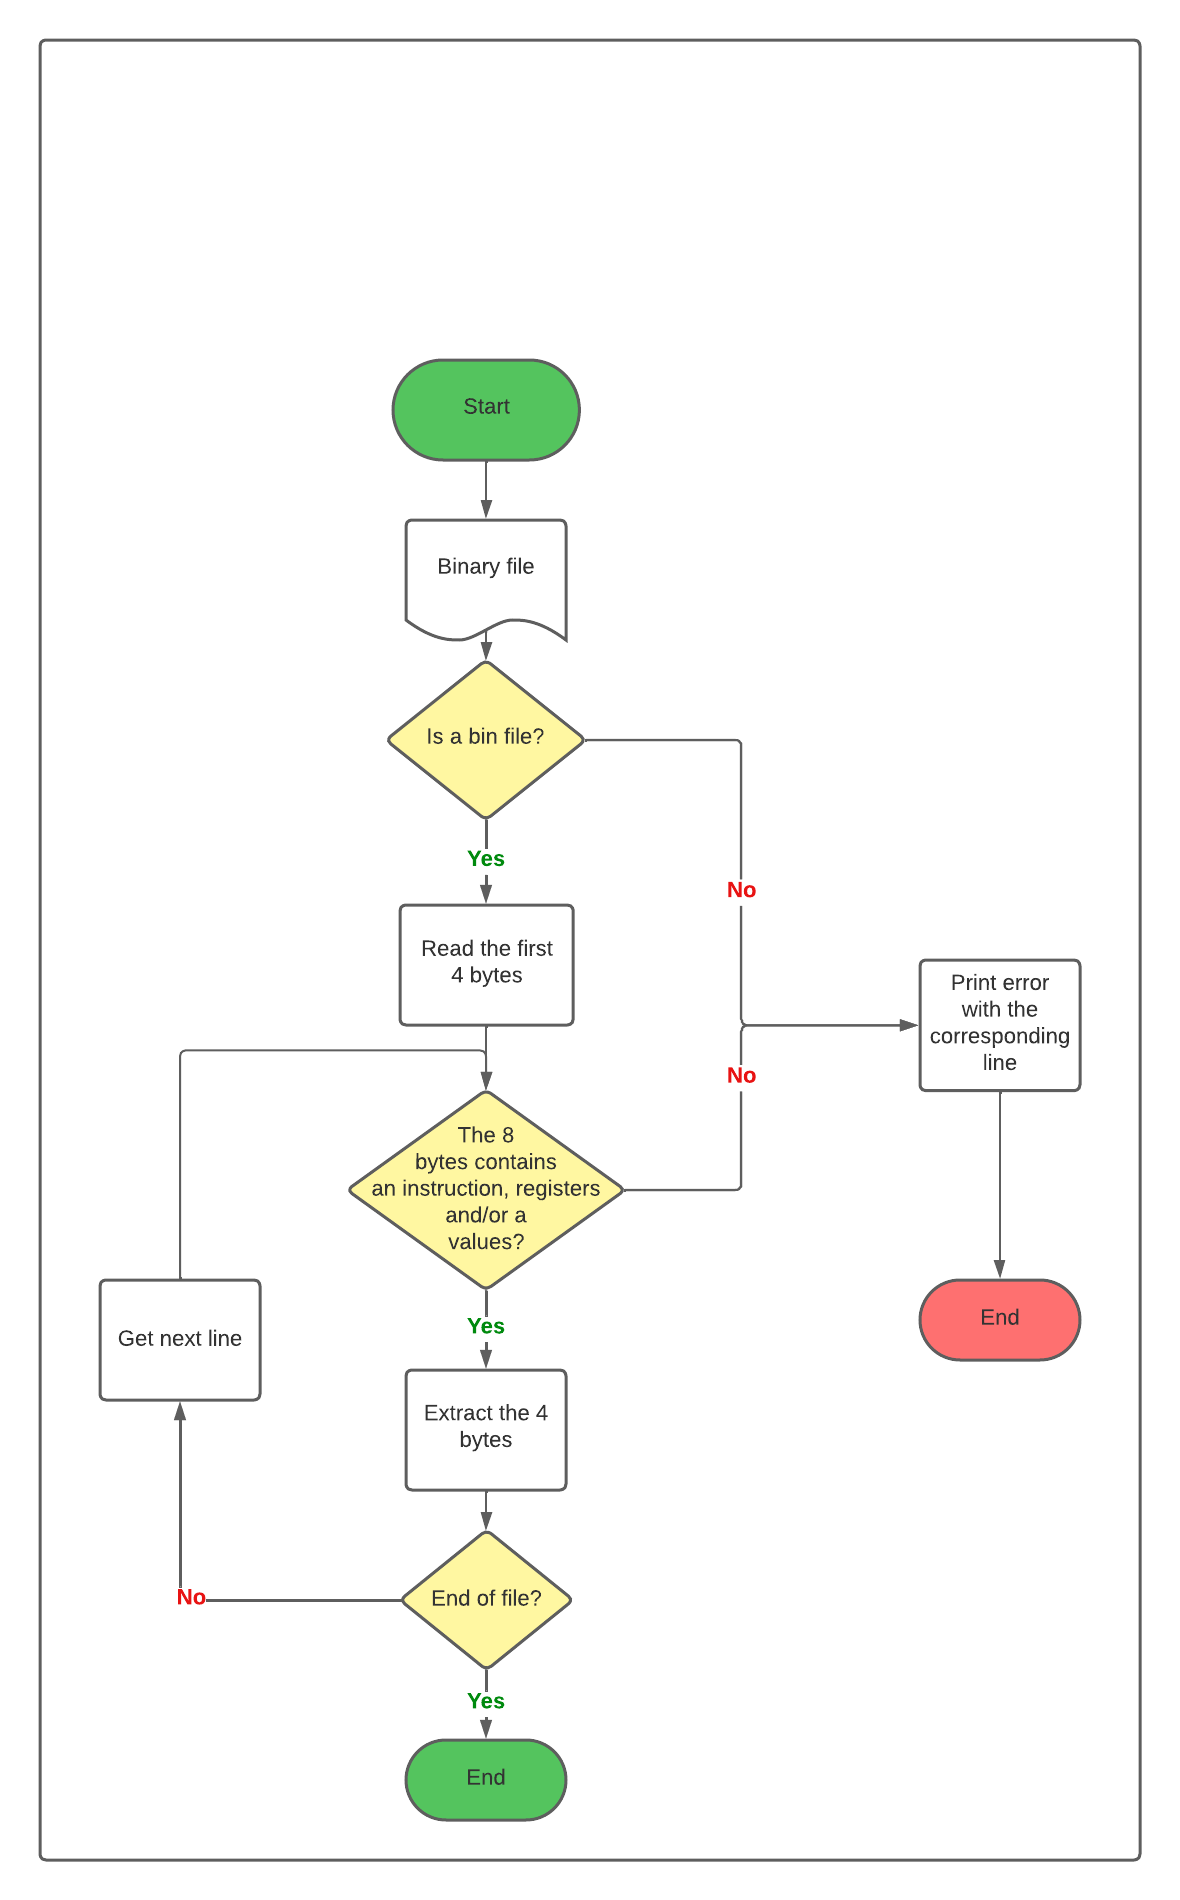 Start
Binary file
Is a bin file?
Yes
No
Read the first
4 bytes
Print error
with the
corresponding
line
No
The 8
bytes contains
an instruction, registers
and/or a
values?
Yes
End
Get next line
Extract the 4
bytes
End of file?
No
Yes
End